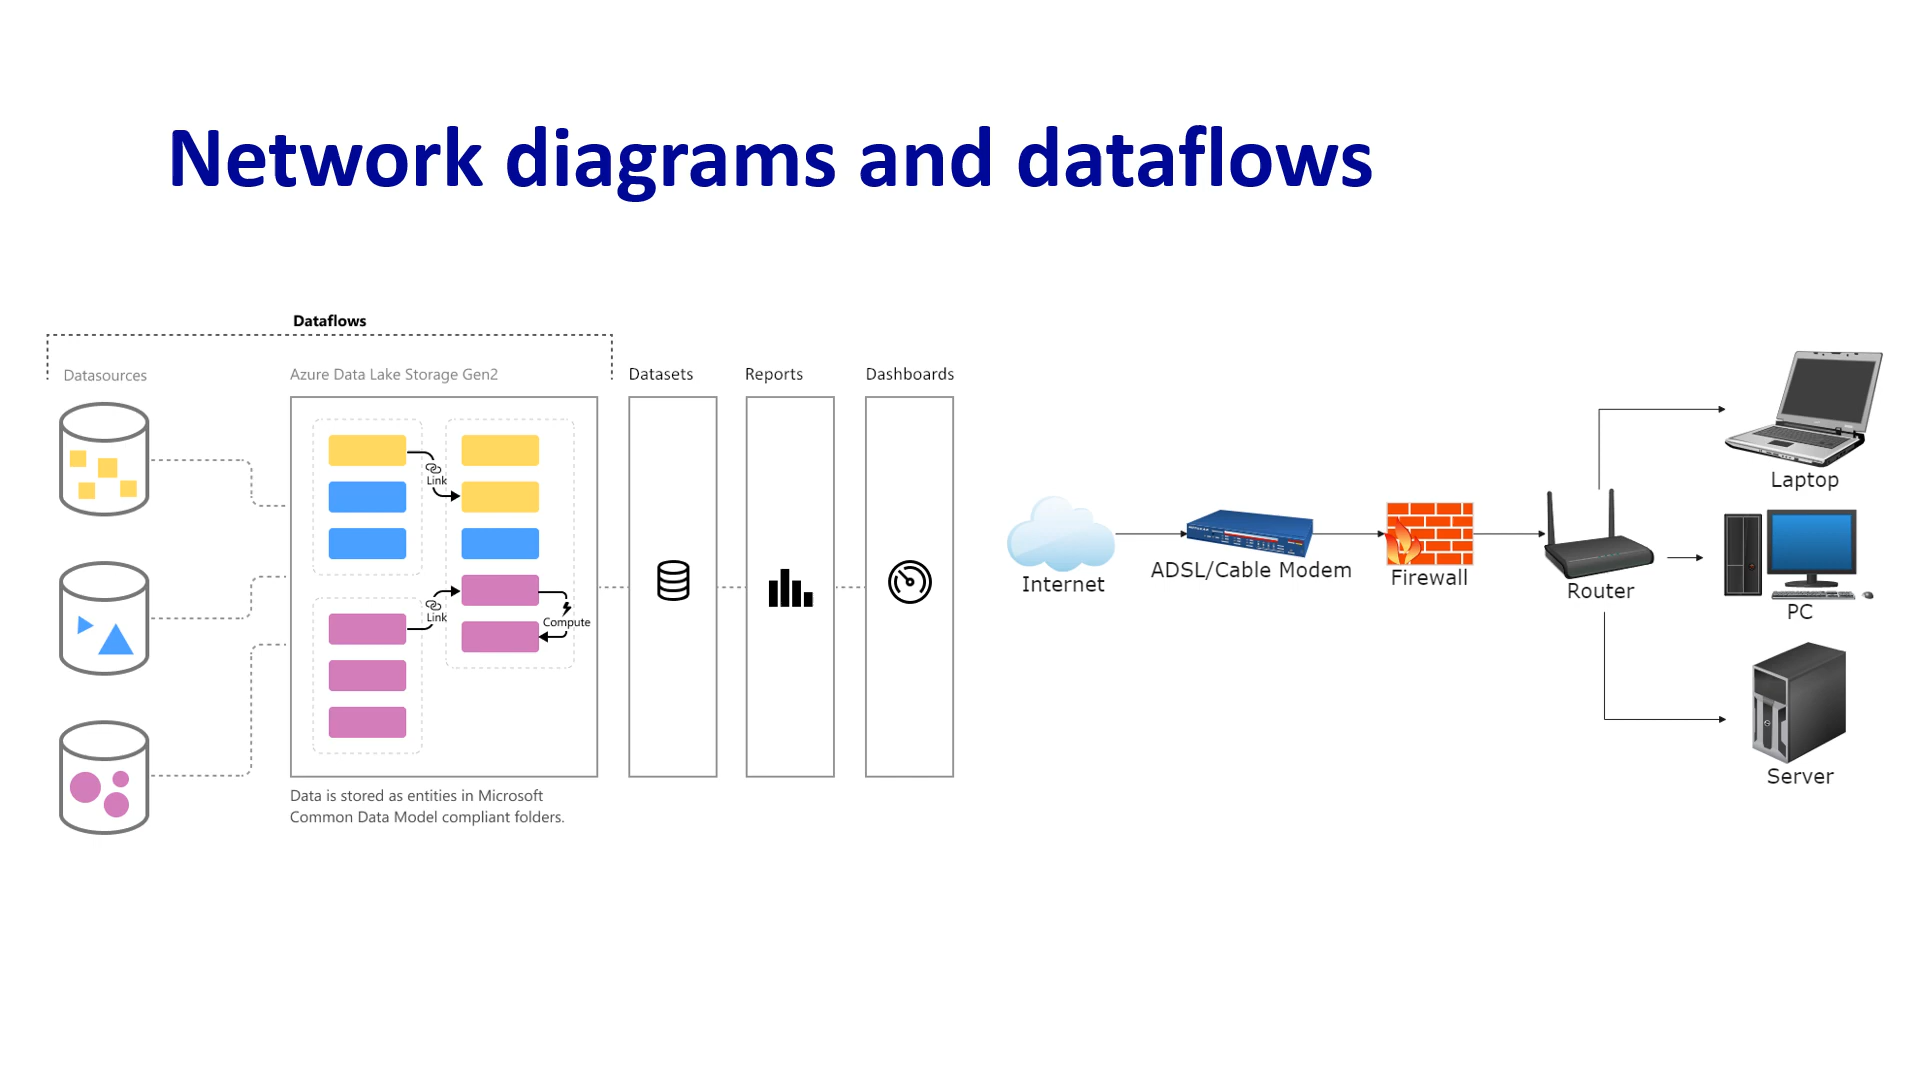 Network diagrams and dataflows
Dataflows
Datasources
Azure Data Lake Storage Gen2
Datasets
Reports
Dashboards
Link
Link
Compute
Data is stored as entities in Microsoft
Common Data Model compliant folders.
Internet
ADSL/Cable Modem
Firewall
Router
Laptop
PC
Server